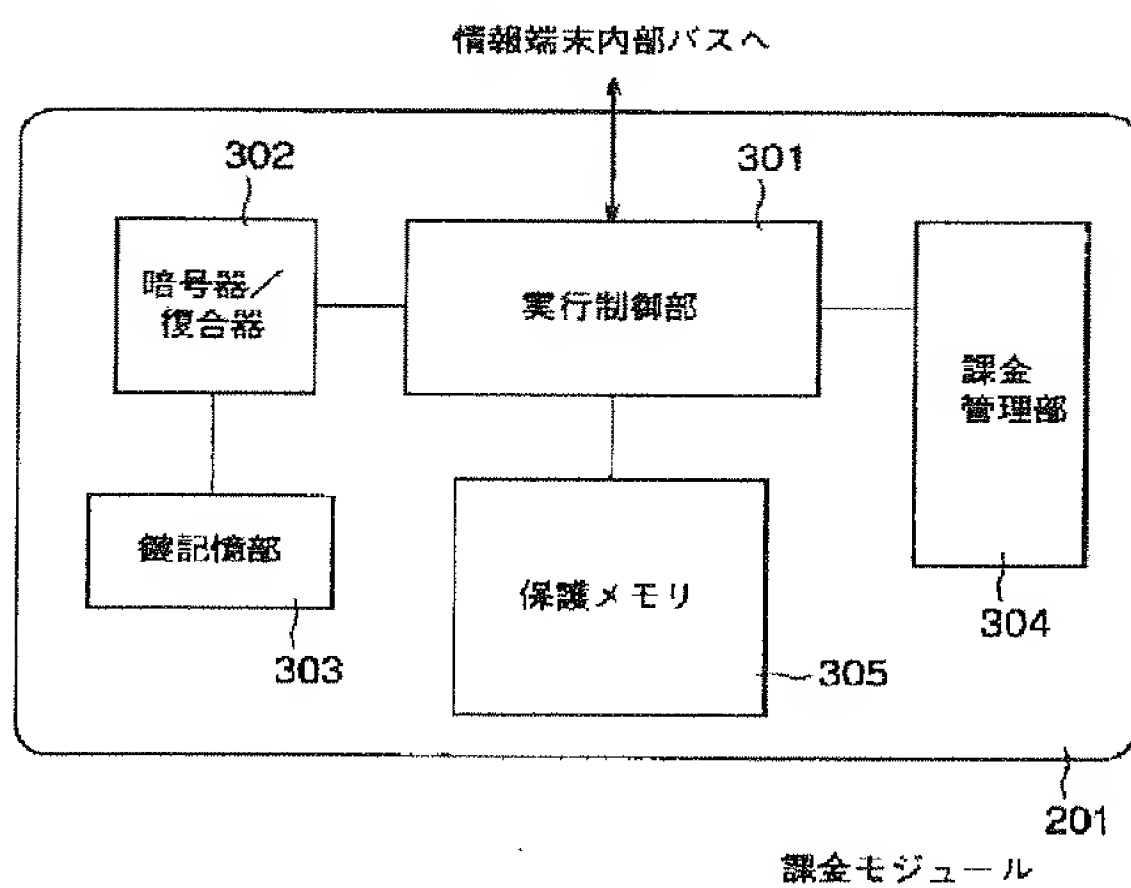 情報端末内部バスへ
302
301
暗号器／
復合器
実行制御部
課金
管理部
鍵記憶部
保護メモリ
304
303
305
201
課金モジュール